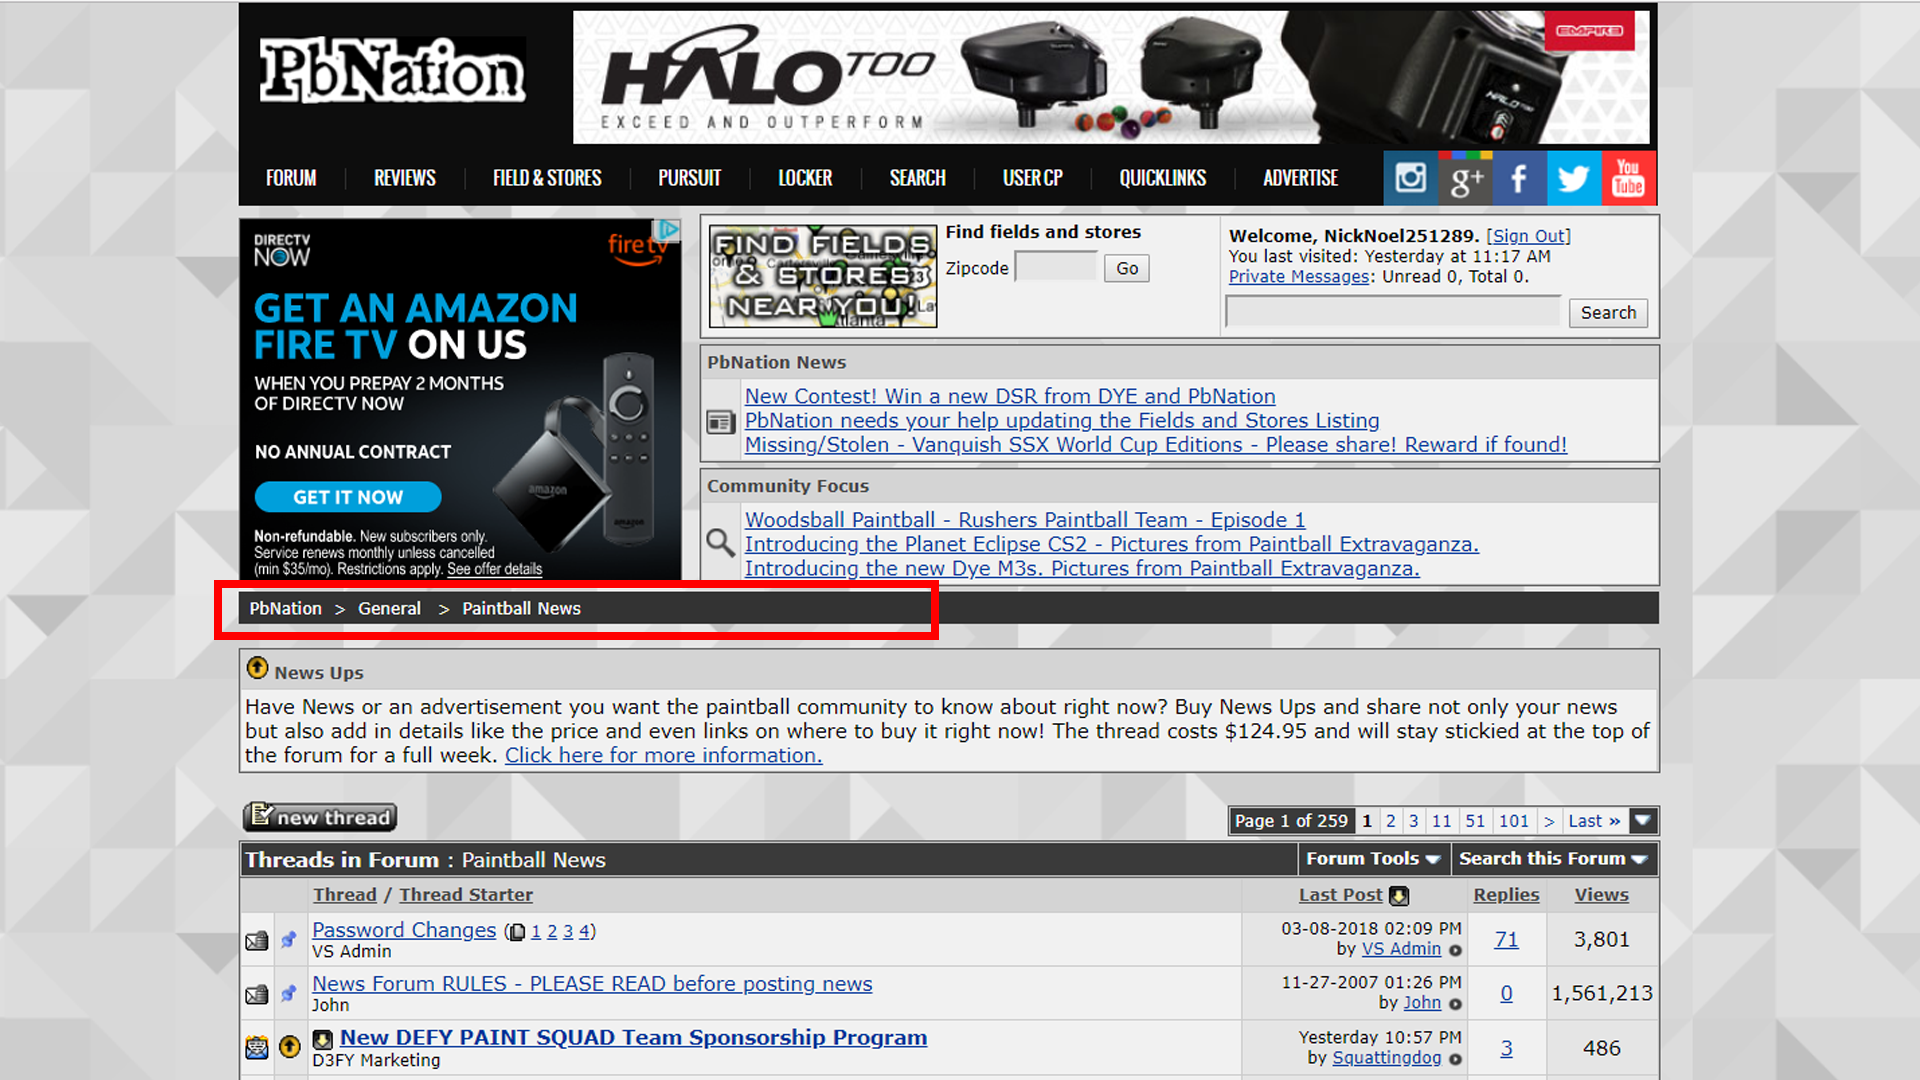 PbNation
HALO TOO
EXCEED AND OUTPERFORM
EMPIRE
HALO TOO
FORUM
REVIEWS
FIELD & STORES
PURSUIT
LOCKER
SEARCH
USER CP
QUICKLINKS
ADVERTISE
g+
f
You
Tube
DIRECTV
NOW
fire tv
GET AN AMAZON
FIRE TV ON US
WHEN YOU PREPAY 2 MONTHS
OF DIRECTV NOW
NO ANNUAL CONTRACT
GET IT NOW
amazon
amazon
Non-refundable. New subscribers only.
Service renews monthly unless cancelled
(min $35/mo). Restrictions apply. See offer details
FIND FIELDS
& STORES
NEAR YOU!
Find fields and stores
Zipcode
Go
Welcome, NickNoel251289. [Sign Out]
You last visited: Yesterday at 11:17 AM
Private Messages: Unread 0, Total 0.
Search
PbNation News
New Contest! Win a new DSR from DYE and PbNation
PbNation needs your help updating the Fields and Stores Listing
Missing/Stolen - Vanquish SSX World Cup Editions - Please share! Reward if found!
Community Focus
Woodsball Paintball - Rushers Paintball Team - Episode 1
Introducing the Planet Eclipse CS2 - Pictures from Paintball Extravaganza.
Introducing the new Dye M3s. Pictures from Paintball Extravaganza.
PbNation > General > Paintball News
News Ups
Have News or an advertisement you want the paintball community to know about right now? Buy News Ups and share not only your news
but also add in details like the price and even links on where to buy it right now! The thread costs $124.95 and will stay stickied at the top of
the forum for a full week. Click here for more information.
new thread
Page 1 of 259 1 2 3 11 51 101 > Last »
Threads in Forum : Paintball News
Forum Tools
Search this Forum
Thread / Thread Starter
Last Post
Replies
Views
Password Changes ( 1 2 3 4)
VS Admin
03-08-2018 02:09 PM
by VS Admin
71
3,801
News Forum RULES - PLEASE READ before posting news
John
11-27-2007 01:26 PM
by John
0
1,561,213
New DEFY PAINT SQUAD Team Sponsorship Program
D3FY Marketing
Yesterday 10:57 PM
by Squattingdog
3
486